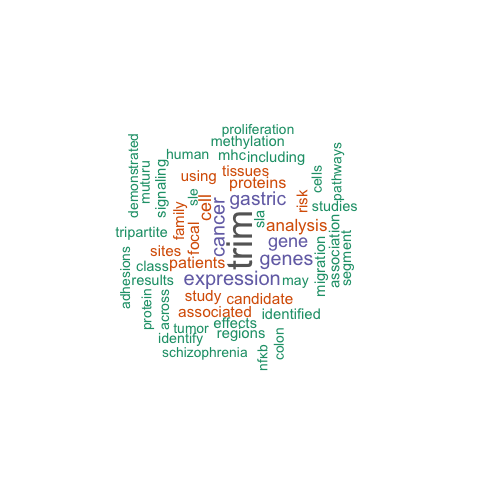 proliferation
methylation
human
mhc
including
demonstrated
muturu
signaling
using
tissues
proteins
sle
cells
pathways
family
cell
cancer
gastric
risk
studies
tripartite
focal
trim
sla
analysis
association
segment
sites
gene
genes
migration
adhesions
class
patients
results
expression
may
protein
across
study
candidate
associated
identified
tumor
effects
regions
identify
schizophrenia
nfkb
colon